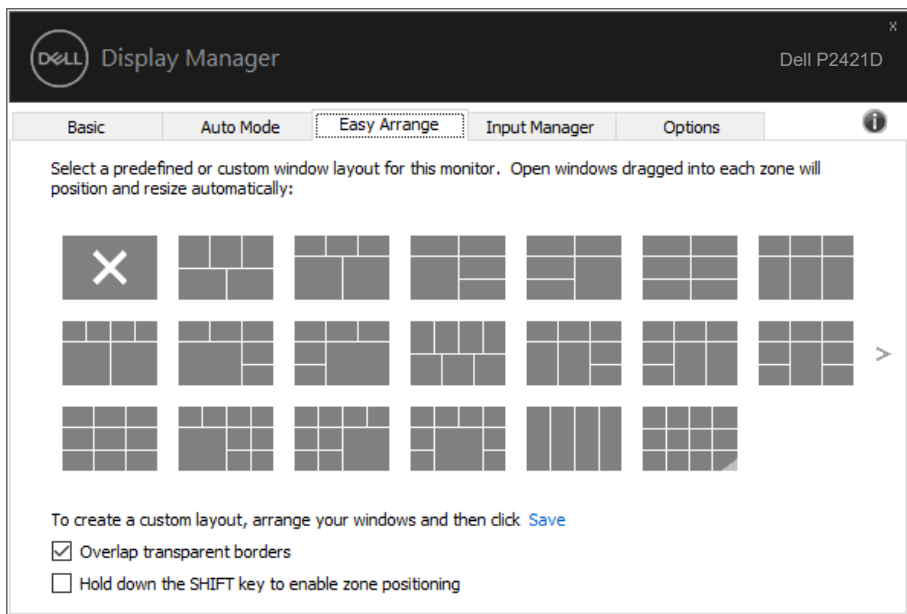 x
DELL Display Manager
Dell P2421D
Basic Auto Mode Easy Arrange Input Manager Options
Select a predefined or custom window layout for this monitor. Open windows dragged into each zone will
position and resize automatically:
>
To create a custom layout, arrange your windows and then click Save
Overlap transparent borders
Hold down the SHIFT key to enable zone positioning